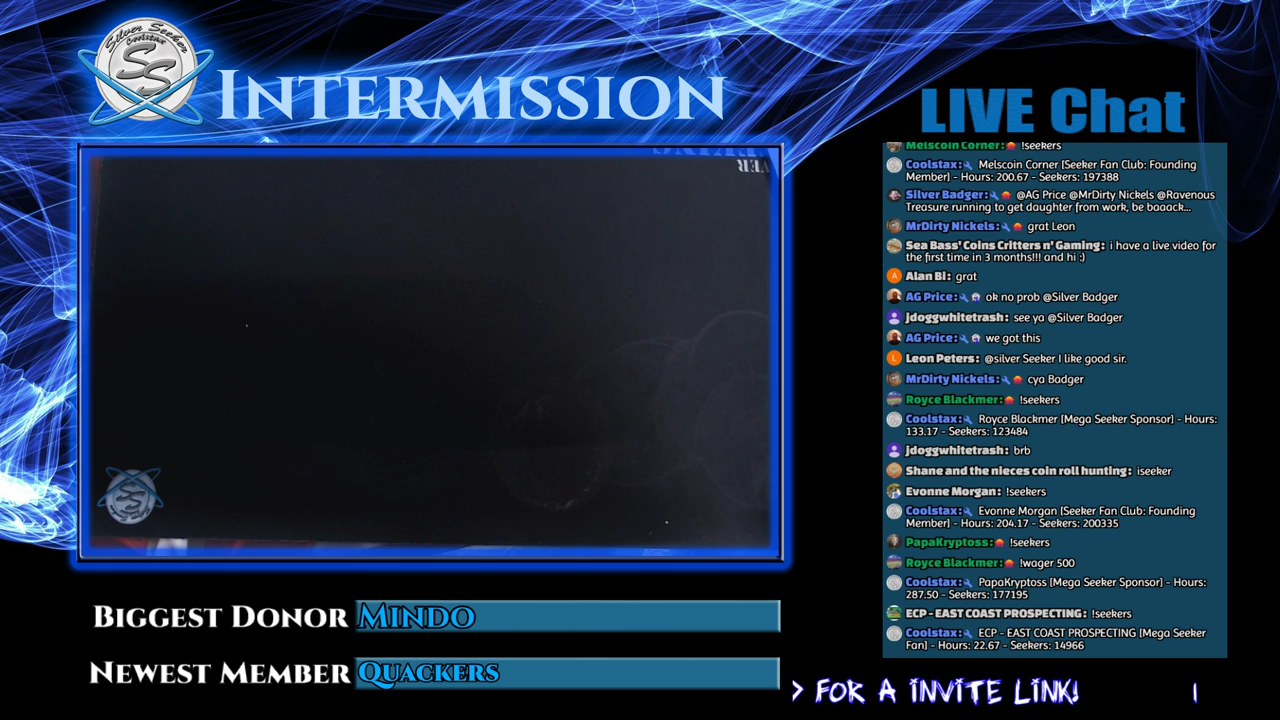 Silver Seeker
Coolstax
SS
INTERMISSION
LIVE Chat
VER
Melscoin Corner: !seekers
Coolstax: Melscoin Corner [Seeker Fan Club: Founding
Member] - Hours: 200.67 - Seekers: 197388
Silver Badger: @AG Price @MrDirty Nickels @Ravenous
Treasure running to get daughter from work, be baaack...
MrDirty Nickels: grat Leon
Sea Bass' Coins Critters n' Gaming: i have a live video for
the first time in 3 months!!! and hi :)
A Alan Bi: grat
AG Price: ok no prob @Silver Badger
jdoggwhitetrash: see ya @Silver Badger
AG Price: we got this
L Leon Peters: @silver Seeker I like good sir.
MrDirty Nickels: cya Badger
Royce Blackmer: !seekers
Coolstax: Royce Blackmer [Mega Seeker Sponsor] - Hours:
133.17 - Seekers: 123484
jdoggwhitetrash: brb
Shane and the nieces coin roll hunting: iseeker
Evonne Morgan: !seekers
Coolstax: Evonne Morgan [Seeker Fan Club: Founding
Member] - Hours: 204.17 - Seekers: 200335
PapaKryptoss: !seekers
Royce Blackmer: !wager 500
Coolstax: PapaKryptoss [Mega Seeker Sponsor] - Hours:
287.50 - Seekers: 177195
ECP - EAST COAST PROSPECTING: !seekers
Coolstax: ECP - EAST COAST PROSPECTING [Mega Seeker
Fan] - Hours: 22.67 - Seekers: 14966
SS
BIGGEST DONOR MINDO
NEWEST MEMBER QUACKERS
> FOR A INVITE LINK!